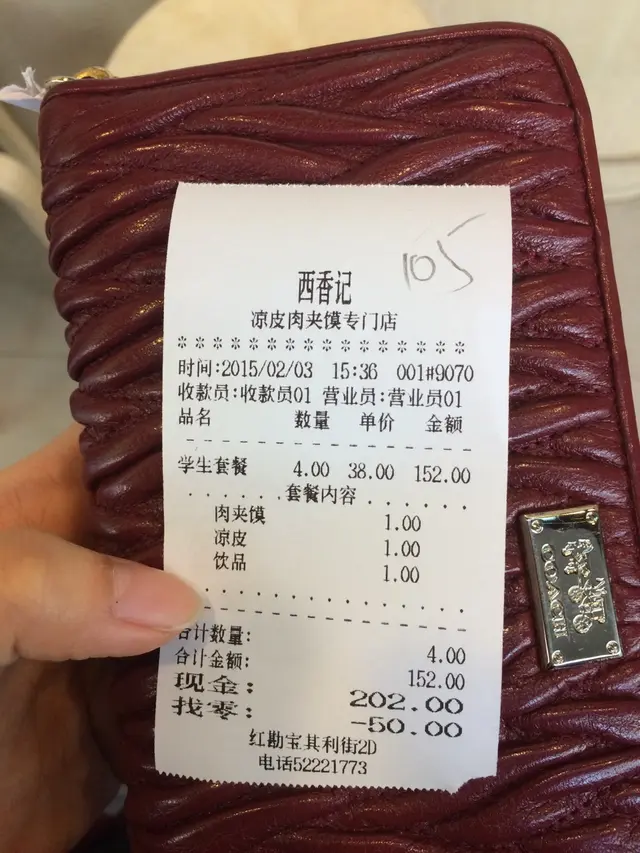 105
西香记
凉皮肉夹馍专门店
******************
时间:2015/02/03 15:36 001#9070
收款员:收款员01 营业员:营业员01
品名 数量 单价 金额
学生套餐 4.00 38.00 152.00
......套餐内容......
肉夹馍 1.00
凉皮 1.00
饮品 1.00
合计数量: 4.00
合计金额: 152.00
现金: 202.00
找零: -50.00
红勘宝其利街2D
电话52221773
COACH